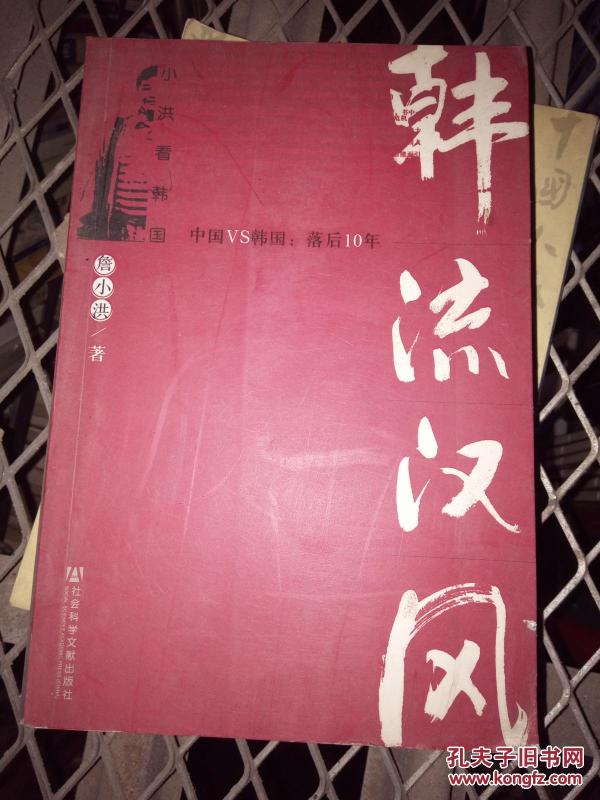 韩流汉风
小洪看韩国
中国VS韩国：落后10年
詹小洪/著
社会科学文献出版社
孔夫子旧书网
www.kongfz.com